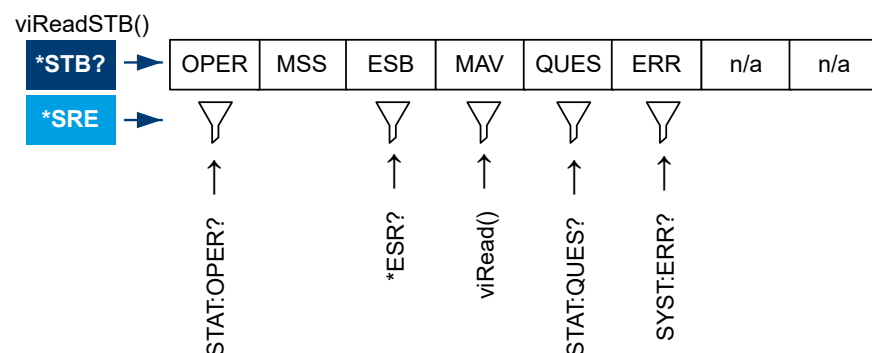 viReadSTB()
*STB?
OPER MSS ESB MAV QUES ERR n/a n/a
*SRE
STAT:OPER?
*ESR?
viRead()
STAT:QUES?
SYST:ERR?